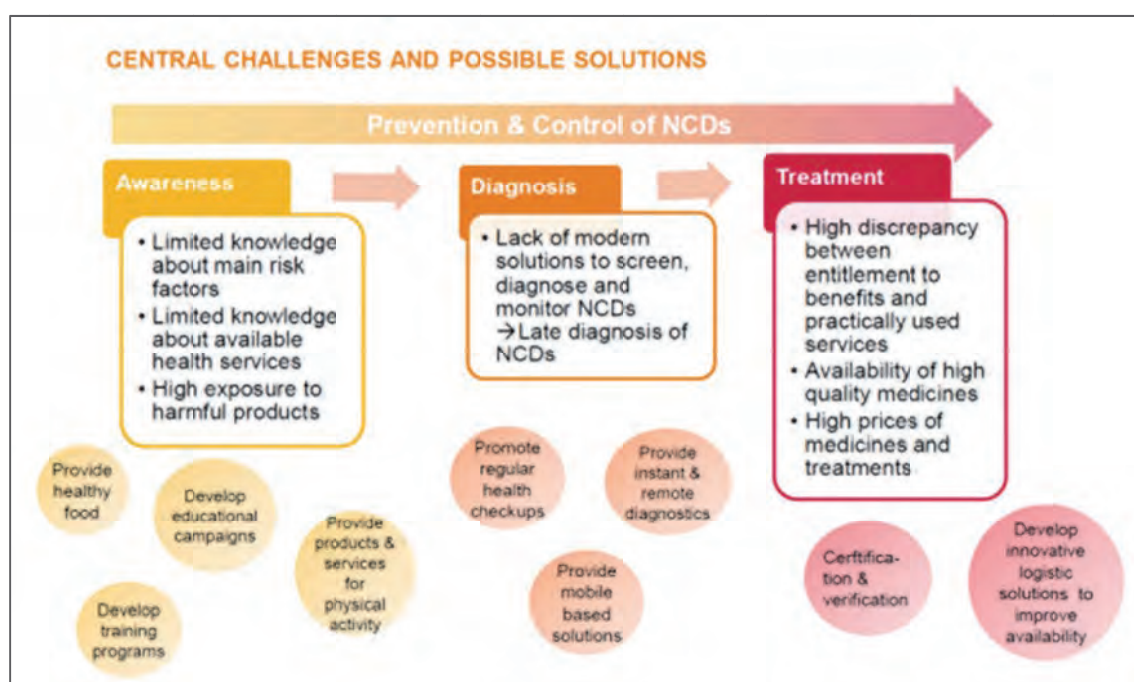 CENTRAL CHALLENGES AND POSSIBLE SOLUTIONS
Prevention & Control of NCDs
Awareness
• Limited knowledge
about main risk
factors
• Limited knowledge
about available
health services
• High exposure to
harmful products
Diagnosis
• Lack of modern
solutions to screen,
diagnose and
monitor NCDs
→Late diagnosis of
NCDs
Treatment
• High discrepancy
between
entitlement to
benefits and
practically used
services
• Availability of high
quality medicines
• High prices of
medicines and
treatments
Provide
healthy
food
Develop
educational
campaigns
Provide
products &
services
for
physical
activity
Develop
training
programs
Promote
regular
health
checkups
Provide
instant &
remote
diagnostics
Provide
mobile
based
solutions
Cerftifica-
tion &
verification
Develop
innovative
logistic
solutions to
improve
availability